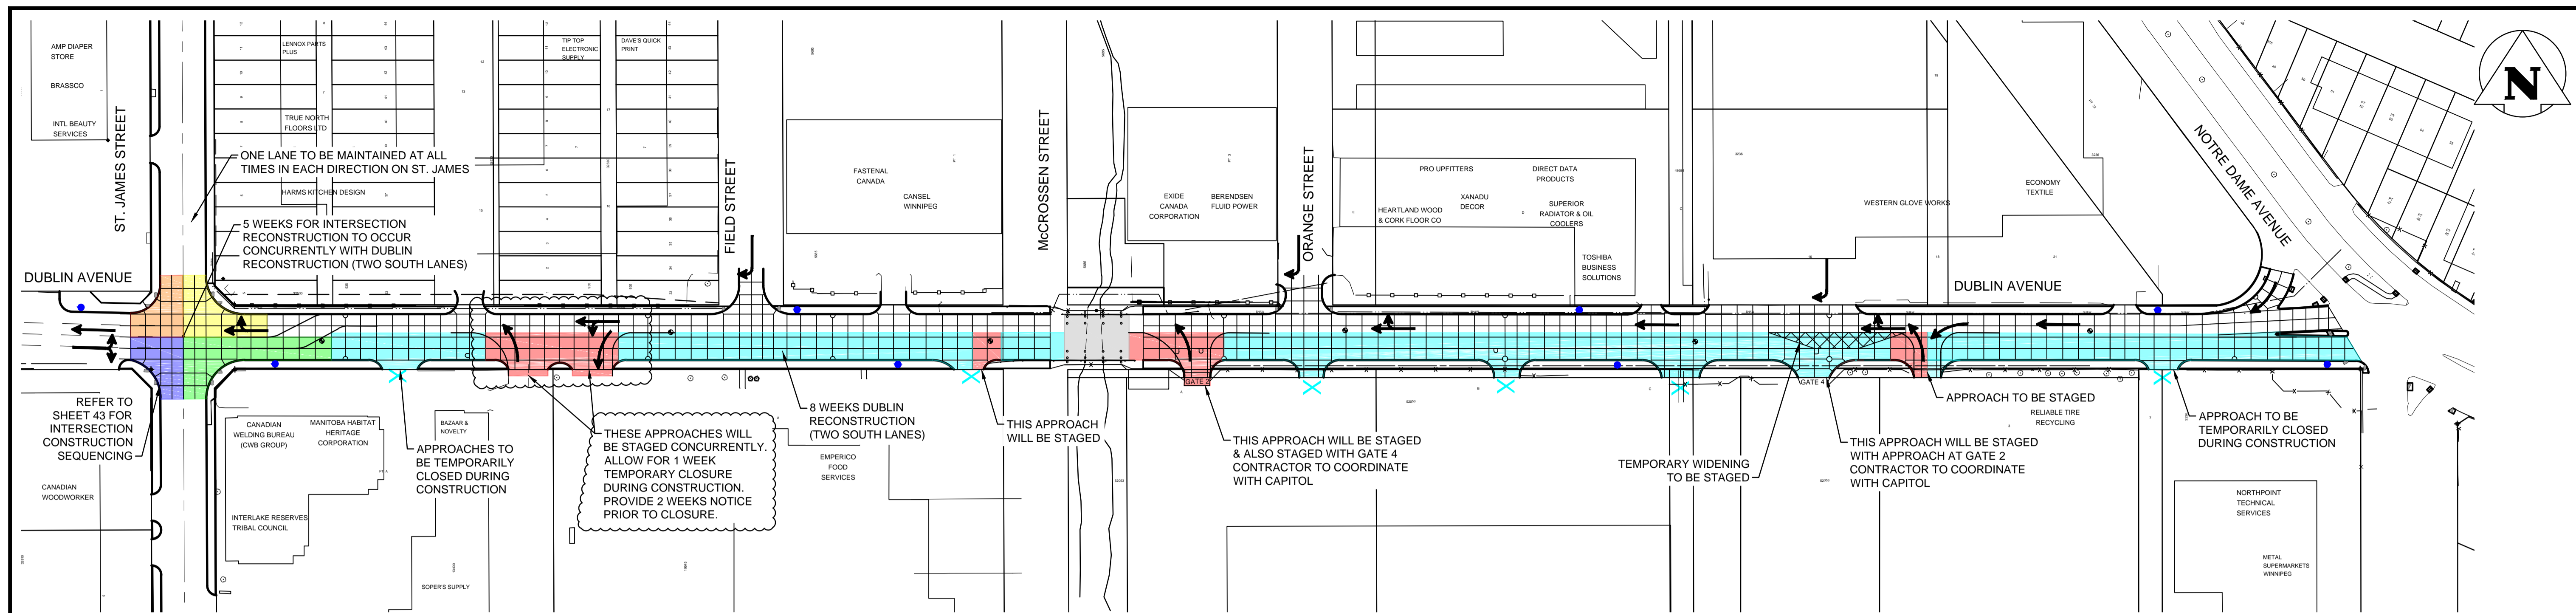 AMP DIAPER
STORE
BRASSCO
INTL BEAUTY
SERVICES
ST. JAMES STREET
LENNOX PARTS
PLUS
TRUE NORTH
FLOORS LTD
ONE LANE TO BE MAINTAINED AT ALL
TIMES IN EACH DIRECTION ON ST. JAMES
HARMS KITCHEN DESIGN
5 WEEKS FOR INTERSECTION
RECONSTRUCTION TO OCCUR
CONCURRENTLY WITH DUBLIN
RECONSTRUCTION (TWO SOUTH LANES)
DUBLIN AVENUE
TIP TOP
ELECTRONIC
SUPPLY
DAVE'S QUICK
PRINT
FIELD STREET
FASTENAL
CANADA
CANSEL
WINNIPEG
McCROSSEN STREET
EXIDE
CANADA
CORPORATION
BERENDSEN
FLUID POWER
ORANGE STREET
PRO UPFITTERS
DIRECT DATA
PRODUCTS
HEARTLAND WOOD
& CORK FLOOR CO
XANADU
DECOR
SUPERIOR
RADIATOR & OIL
COOLERS
TOSHIBA
BUSINESS
SOLUTIONS
WESTERN GLOVE WORKS
ECONOMY
TEXTILE
DUBLIN AVENUE
NOTRE DAME AVENUE
N
REFER TO
SHEET 43 FOR
INTERSECTION
CONSTRUCTION
SEQUENCING
CANADIAN
WOODWORKER
CANADIAN
WELDING BUREAU
(CWB GROUP)
MANITOBA HABITAT
HERITAGE
CORPORATION
INTERLAKE RESERVES
TRIBAL COUNCIL
BAZAAR &
NOVELTY
APPROACHES TO
BE TEMPORARILY
CLOSED DURING
CONSTRUCTION
SOPER'S SUPPLY
THESE APPROACHES WILL
BE STAGED CONCURRENTLY.
ALLOW FOR 1 WEEK
TEMPORARY CLOSURE
DURING CONSTRUCTION.
PROVIDE 2 WEEKS NOTICE
PRIOR TO CLOSURE.
8 WEEKS DUBLIN
RECONSTRUCTION
(TWO SOUTH LANES)
EMPERICO
FOOD
SERVICES
THIS APPROACH
WILL BE STAGED
GATE 2
THIS APPROACH WILL BE STAGED
& ALSO STAGED WITH GATE 4
CONTRACTOR TO COORDINATE
WITH CAPITOL
TEMPORARY WIDENING
TO BE STAGED
GATE 4
THIS APPROACH WILL BE STAGED
WITH APPROACH AT GATE 2
CONTRACTOR TO COORDINATE
WITH CAPITOL
APPROACH TO BE STAGED
RELIABLE TIRE
RECYCLING
APPROACH TO BE
TEMPORARILY CLOSED
DURING CONSTRUCTION
NORTHPOINT
TECHNICAL
SERVICES
METAL
SUPERMARKETS
WINNIPEG